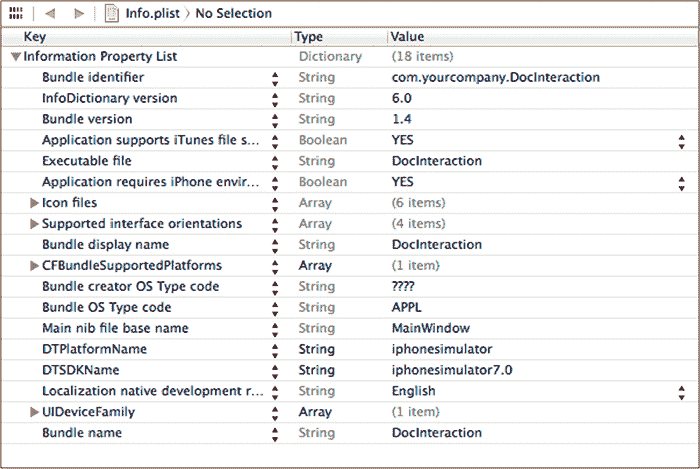 Info.plist No Selection
Key Type Value
Information Property List Dictionary (18 items)
Bundle identifier String com.yourcompany.DocInteraction
InfoDictionary version String 6.0
Bundle version String 1.4
Application supports iTunes file s... Boolean YES
Executable file String DocInteraction
Application requires iPhone envir... Boolean YES
Icon files Array (6 items)
Supported interface orientations Array (4 items)
Bundle display name String DocInteraction
CFBundleSupportedPlatforms Array (1 item)
Bundle creator OS Type code String ????
Bundle OS Type code String APPL
Main nib file base name String MainWindow
DTPlatformName String iphonesimulator
DTSDKName String iphonesimulator7.0
Localization native development r... String English
UIDeviceFamily Array (1 item)
Bundle name String DocInteraction